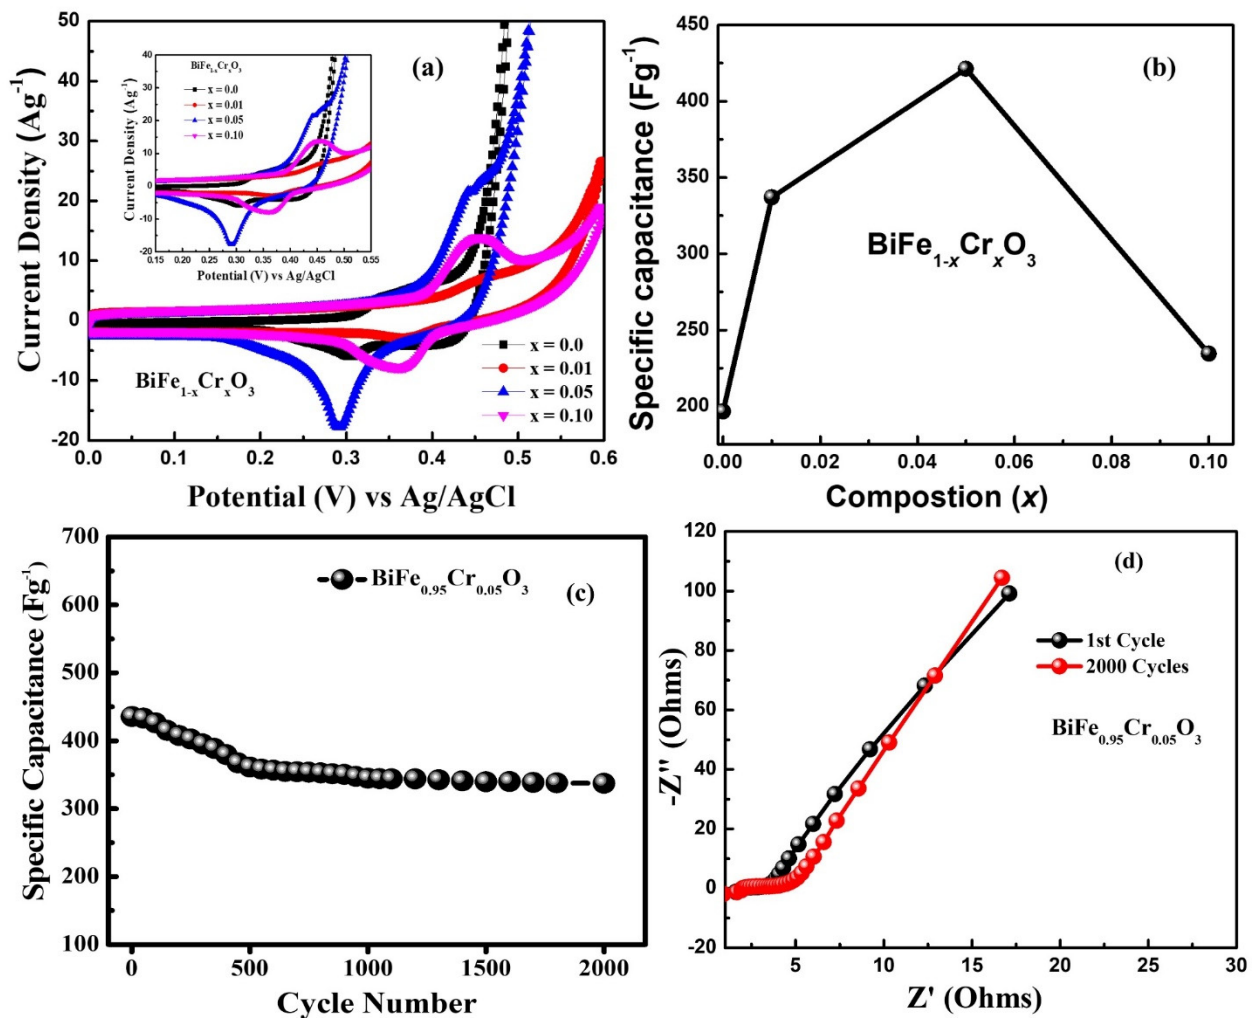 50
40
30
20
10
0
-10
-20
0.0 0.1 0.2 0.3 0.4 0.5 0.6
Current Density (Ag⁻¹)
Potential (V) vs Ag/AgCl
(a)
BiFe₁₋ₓCrₓO₃
x = 0.0
x = 0.01
x = 0.05
x = 0.10
40
30
20
10
0
-10
-20
0.15 0.20 0.25 0.30 0.35 0.40 0.45 0.50 0.55
Current Density (Ag⁻¹)
Potential (V) vs Ag/AgCl
BiFe₁₋ₓCrₓO₃
x = 0.0
x = 0.01
x = 0.05
x = 0.10
450
400
350
300
250
200
0.00 0.02 0.04 0.06 0.08 0.10
Specific capacitance (Fg⁻¹)
Compostion (x)
(b)
BiFe₁₋ₓCrₓO₃
700
600
500
400
300
200
100
0 500 1000 1500 2000
Specific Capacitance (Fg⁻¹)
Cycle Number
BiFe₀.₉₅Cr₀.₀₅O₃
(c)
120
100
80
60
40
20
0
-20
5 10 15 20 25 30
-Z'' (Ohms)
Z' (Ohms)
(d)
1st Cycle
2000 Cycles
BiFe₀.₉₅Cr₀.₀₅O₃